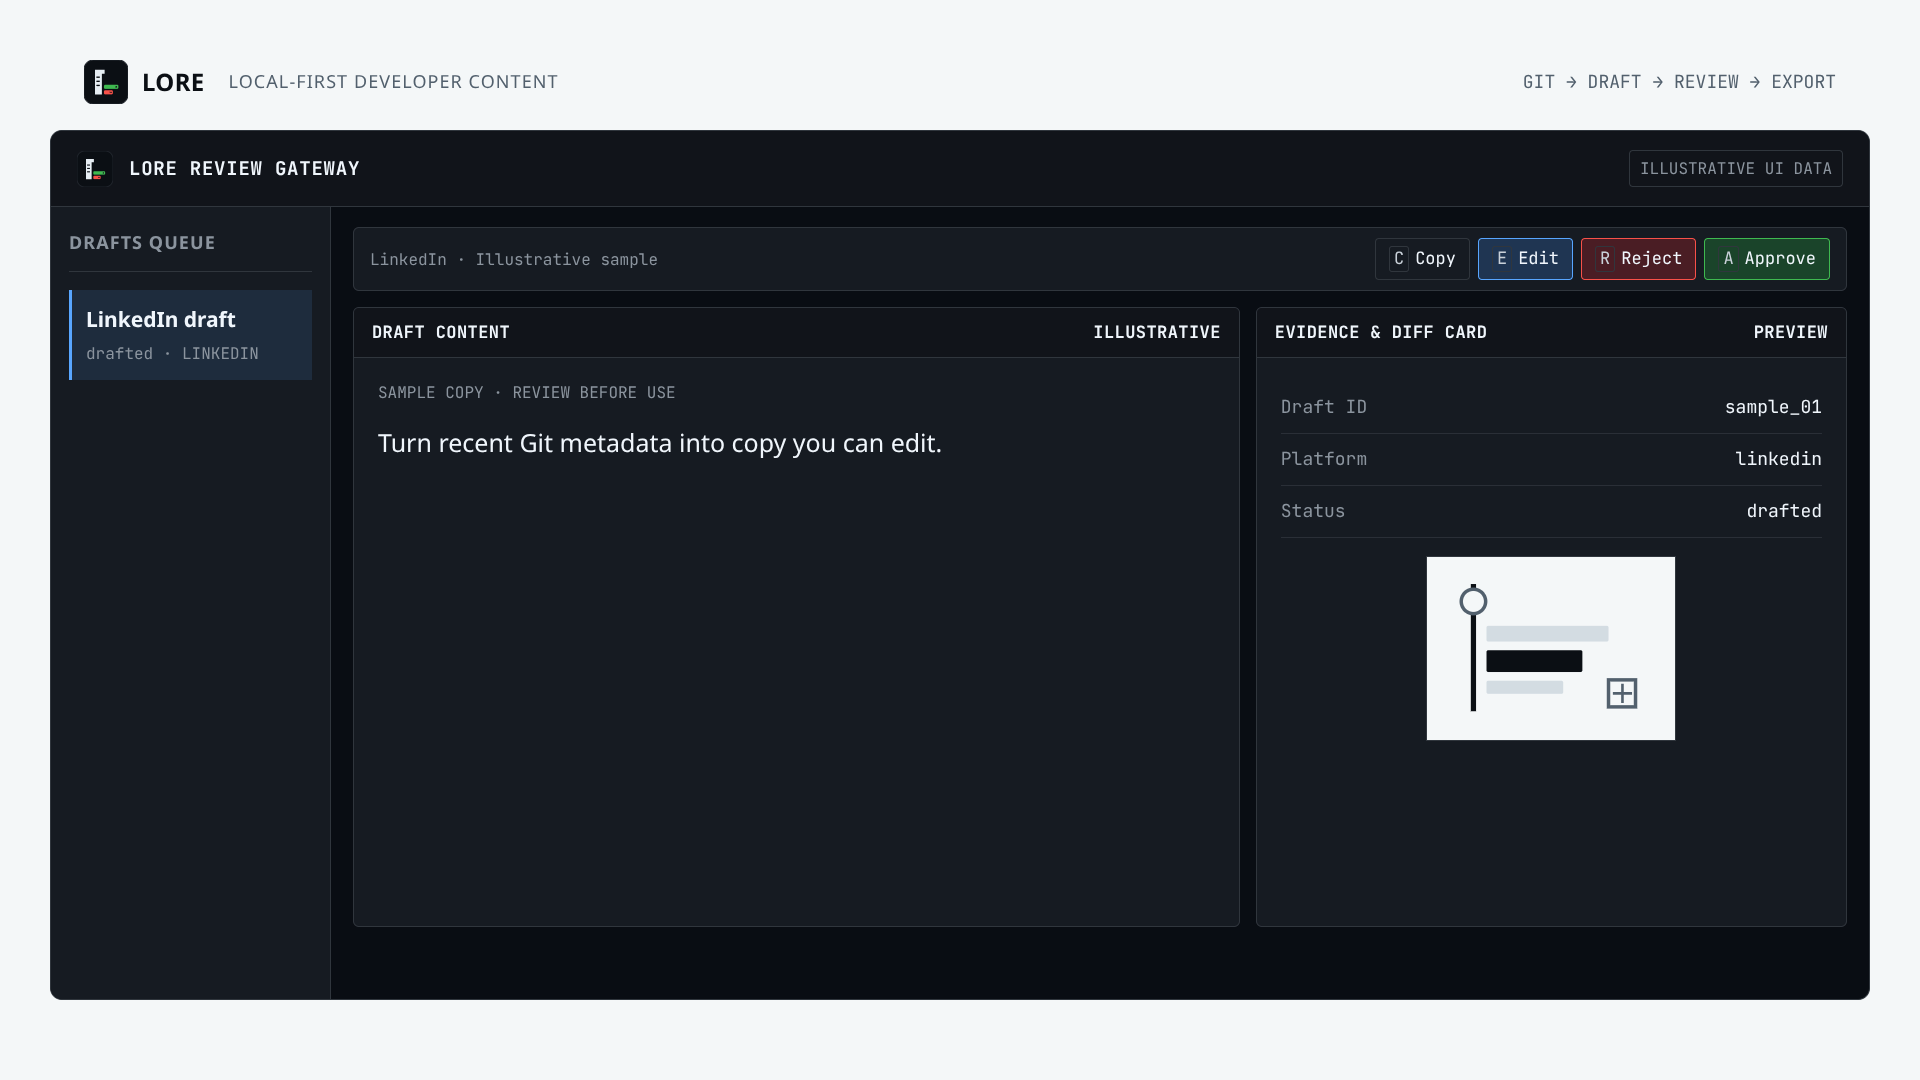 LORE LOCAL-FIRST DEVELOPER CONTENT
GIT → DRAFT → REVIEW → EXPORT
LORE REVIEW GATEWAY
ILLUSTRATIVE UI DATA
DRAFTS QUEUE
LinkedIn draft
drafted · LINKEDIN
LinkedIn · Illustrative sample
C Copy
E Edit
R Reject
A Approve
DRAFT CONTENT
ILLUSTRATIVE
SAMPLE COPY · REVIEW BEFORE USE
Turn recent Git metadata into copy you can edit.
EVIDENCE & DIFF CARD
PREVIEW
Draft ID sample_01
Platform linkedin
Status drafted